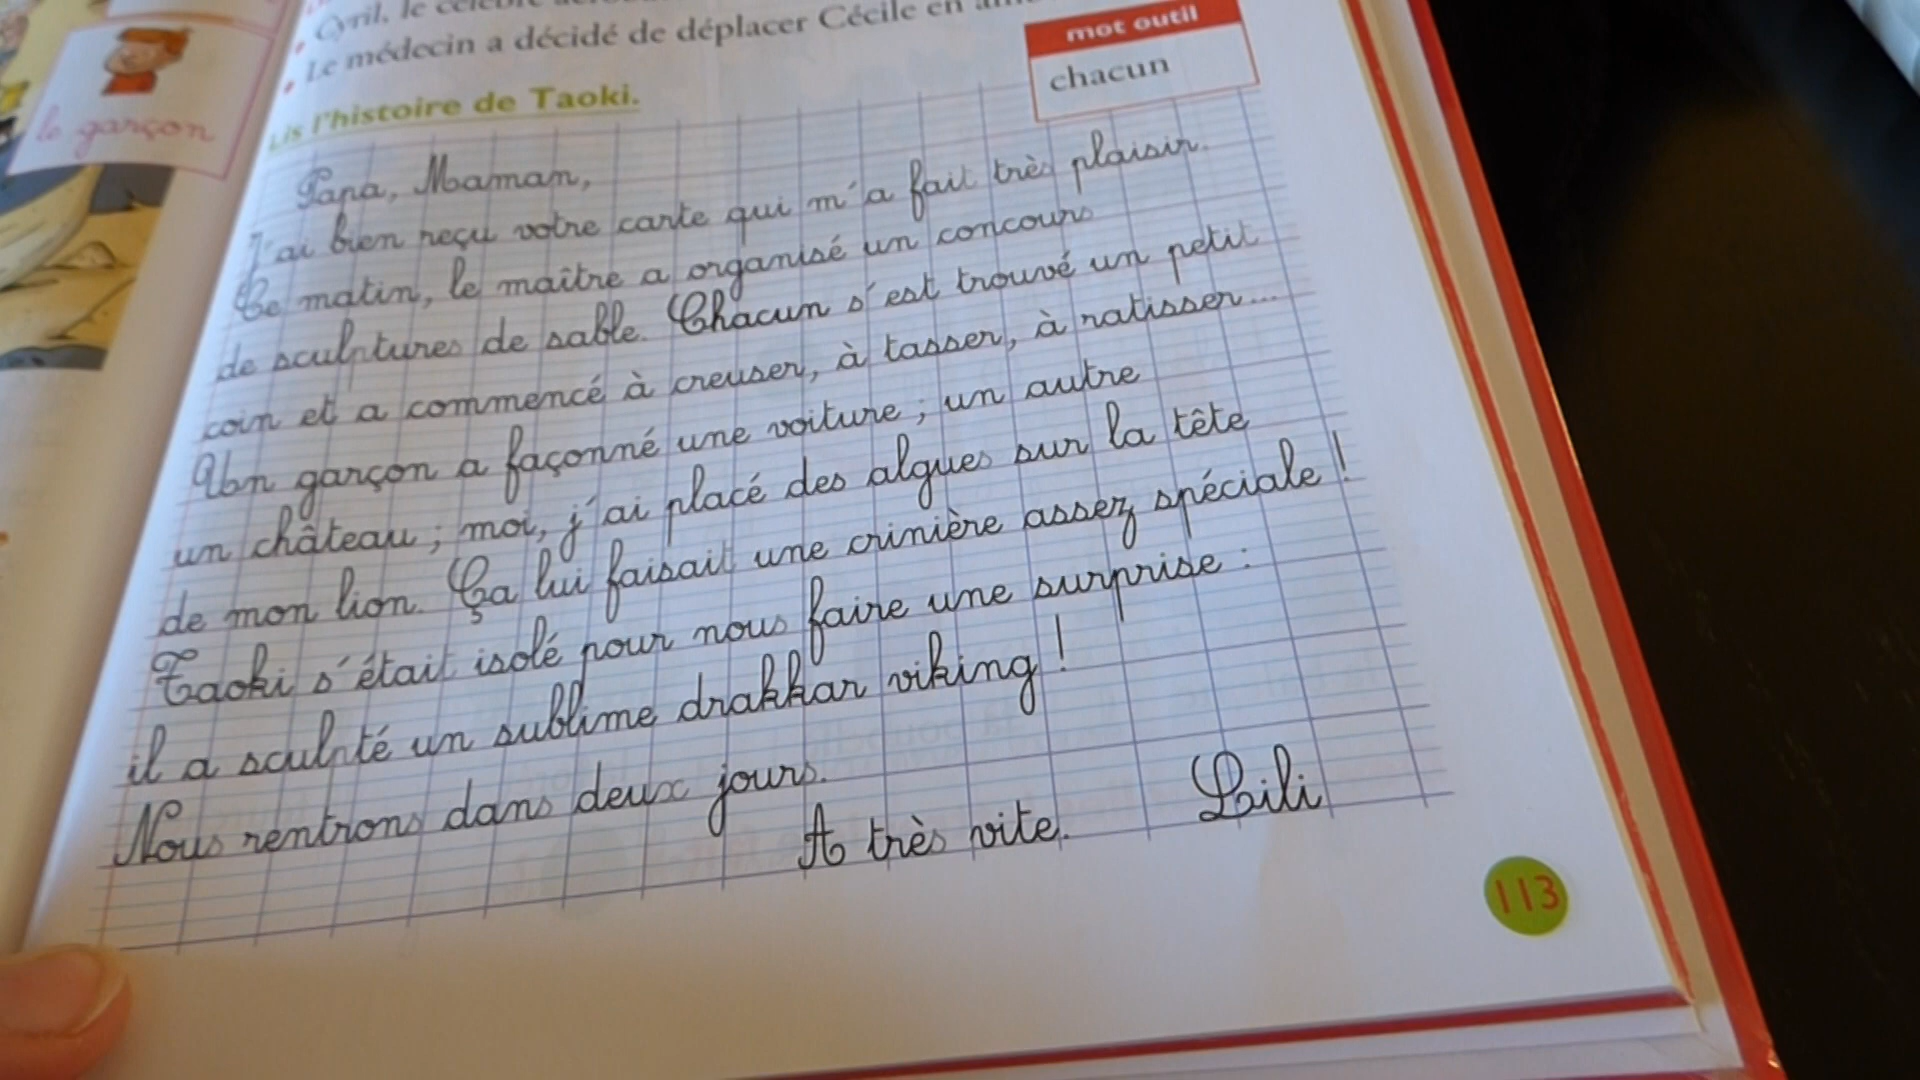 le garçon
• Cyril, le célèbre
• Le médecin a décidé de déplacer Cécile en
mot outil
chacun
Lis l'histoire de Taoki.
Papa, Maman,
J'ai bien reçu votre carte qui m'a fait très plaisir.
Ce matin, le maître a organisé un concours
de sculptures de sable. Chacun s'est trouvé un petit
coin et a commencé à creuser, à tasser, à ratisser...
Un garçon a façonné une voiture ; un autre
un château ; moi, j'ai placé des algues sur la tête
de mon lion. Ça lui faisait une crinière assez spéciale !
Taoki s'était isolé pour nous faire une surprise :
il a sculpté un sublime drakkar viking !
Nous rentrons dans deux jours.
A très vite.
Lili
113